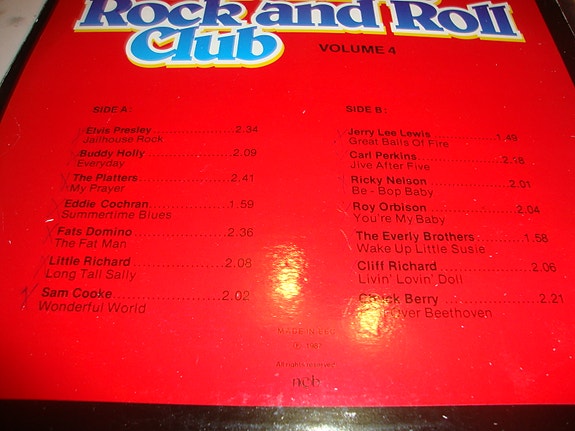 Rock and Roll
Club
VOLUME 4
SIDE A:
Elvis Presley 2.34
Jailhouse Rock
Buddy Holly 2.09
Everyday
The Platters 2.41
My Prayer
Eddie Cochran 1.59
Summertime Blues
Fats Domino 2.36
The Fat Man
Little Richard 2.08
Long Tall Sally
Sam Cooke 2.02
Wonderful World
SIDE B:
Jerry Lee Lewis 1.49
Great Balls Of Fire
Carl Perkins
Jive After Five
Ricky Nelson 2.01
Be - Bop Baby
Roy Orbison 2.04
You're My Baby
The Everly Brothers 1.58
Wake Up Little Susie
Cliff Richard 2.06
Livin' Lovin' Doll
Chuck Berry 2.21
Over Beethoven
MADE IN EEC
All rights reserved
ncb